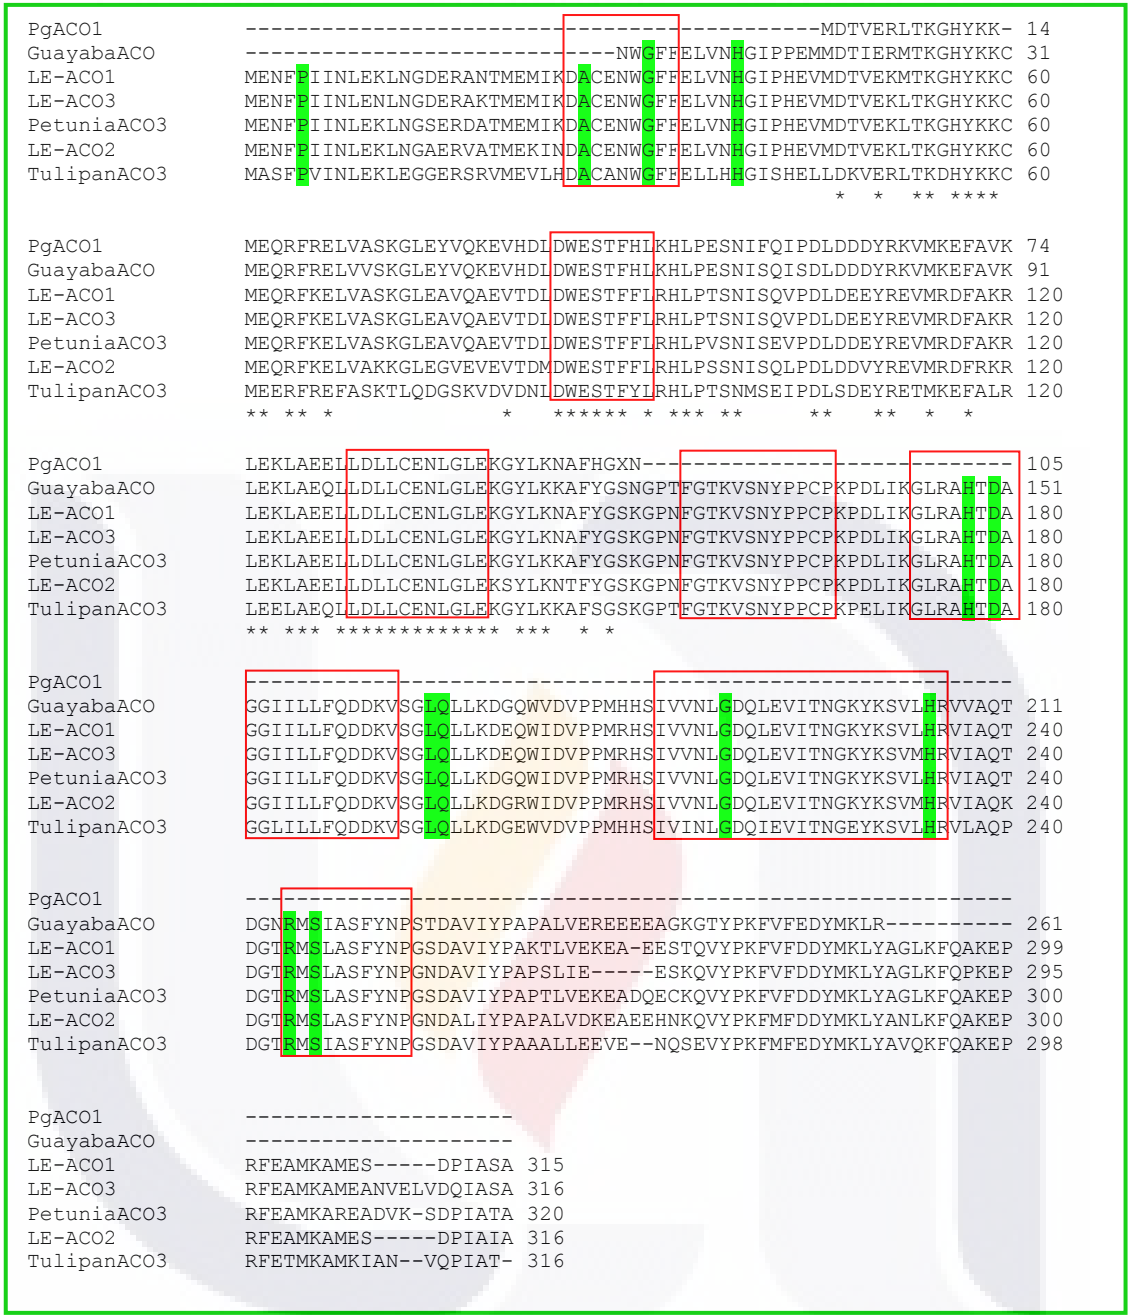 PgACO1 ---------------------------------------------MDTVERLTKGHYKK- 14
GuayabaACO -----------------------------NWGFFELVNHGIPPEMMDTIERMTKGHYKKC 31
LE-ACO1 MENFPIINLEKLNGDERANTMEMIKDACENWGFFELVNHGIPHEVMDTVEKMTKGHYKKC 60
LE-ACO3 MENFPIINLENLNGDERAKTMEMIKDACENWGFFELVNHGIPHEVMDTVEKLTKGHYKKC 60
PetuniaACO3 MENFPIINLEKLNGSERDATMEMIKDACENWGFFELVNHGIPHEVMDTVEKLTKGHYKKC 60
LE-ACO2 MENFPIINLEKLNGAERVATMEKINDACENWGFFELVNHGIPHEVMDTVEKLTKGHYKKC 60
TulipanACO3 MASFPVINLEKLEGGERSRVMEVLHDACANWGFFELLHHGISHELLDKVERLTKDHYKKC 60
* * ** ****
PgACO1 MEQRFRELVASKGLEYVQKEVHDLDWESTFHLKHLPESNIFQIPDLDDDYRKVMKEFAVK 74
GuayabaACO MEQRFRELVVSKGLEYVQKEVHDLDWESTFHLKHLPESNISQISDLDDDYRKVMKEFAVK 91
LE-ACO1 MEQRFKELVASKGLEAVQAEVTDLDWESTFFLRHLPTSNISQVPDLDEEYREVMRDFAKR 120
LE-ACO3 MEQRFKELVASKGLEAVQAEVTDLDWESTFFLRHLPTSNISQVPDLDEEYREVMRDFAKR 120
PetuniaACO3 MEQRFKELVASKGLEAVQAEVTDLDWESTFFLRHLPVSNISEVPDLDDEYREVMRDFAKR 120
LE-ACO2 MEQRFKELVAKKGLEGVEVEVTDMDWESTFFLRHLPSSNISQLPDLDDVYREVMRDFRKR 120
TulipanACO3 MEERFREFASKTLQDGSKVDVDNLDWESTFYLRHLPTSNMSEIPDLSDEYRETMKEFALR 120
** ** * * ****** * *** ** ** ** * *
PgACO1 LEKLAEELLDLLCENLGLEKGYLKNAFHGXN----------------------------- 105
GuayabaACO LEKLAEQLLDLLCENLGLEKGYLKKAFYGSNGPTFGTKVSNYPPCPKPDLIKGLRAHTDA 151
LE-ACO1 LEKLAEELLDLLCENLGLEKGYLKNAFYGSKGPNFGTKVSNYPPCPKPDLIKGLRAHTDA 180
LE-ACO3 LEKLAEELLDLLCENLGLEKGYLKNAFYGSKGPNFGTKVSNYPPCPKPDLIKGLRAHTDA 180
PetuniaACO3 LEKLAEELLDLLCENLGLEKGYLKKAFYGSKGPNFGTKVSNYPPCPKPDLIKGLRAHTDA 180
LE-ACO2 LEKLAEELLDLLCENLGLEKSYLKNTFYGSKGPNFGTKVSNYPPCPKPDLIKGLRAHTDA 180
TulipanACO3 LEELAEQLLDLLCENLGLEKGYLKKAFSGSKGPTFGTKVSNYPPCPKPELIKGLRAHTDA 180
** *** ************* *** * *
PgACO1 ------------------------------------------------------------
GuayabaACO GGIILLFQDDKVSGLQLLKDGQWVDVPPMHHSIVVNLGDQLEVITNGKYKSVLHRVVAQT 211
LE-ACO1 GGIILLFQDDKVSGLQLLKDEQWIDVPPMRHSIVVNLGDQLEVITNGKYKSVLHRVIAQT 240
LE-ACO3 GGIILLFQDDKVSGLQLLKDEQWIDVPPMRHSIVVNLGDQLEVITNGKYKSVMHRVIAQT 240
PetuniaACO3 GGIILLFQDDKVSGLQLLKDGQWIDVPPMRHSIVVNLGDQLEVITNGKYKSVLHRVIAQT 240
LE-ACO2 GGIILLFQDDKVSGLQLLKDGRWIDVPPMRHSIVVNLGDQLEVITNGKYKSVMHRVIAQK 240
TulipanACO3 GGLILLFQDDKVSGLQLLKDGEWVDVPPMHHSIVINLGDQIEVITNGEYKSVLHRVLAQP 240
PgACO1 ------------------------------------------------------------
GuayabaACO DGNRMSIASFYNPSTDAVIYPAPALVEREEEEAGKGTYPKFVFEDYMKLR---------- 261
LE-ACO1 DGTRMSLASFYNPGSDAVIYPAKTLVEKEA-EESTQVYPKFVFDDYMKLYAGLKFQAKEP 299
LE-ACO3 DGTRMSLASFYNPGNDAVIYPAPSLIE-----ESKQVYPKFVFDDYMKLYAGLKFQPKEP 295
PetuniaACO3 DGTRMSLASFYNPGSDAVIYPAPTLVEKEADQECKQVYPKFVFDDYMKLYAGLKFQAKEP 300
LE-ACO2 DGTRMSLASFYNPGNDALIYPAPALVDKEAEEHNKQVYPKFMFDDYMKLYANLKFQAKEP 300
TulipanACO3 DGTRMSIASFYNPGSDAVIYPAAALLEEVE--NQSEVYPKFMFEDYMKLYAVQKFQAKEP 298
PgACO1 ---------------------
GuayabaACO ---------------------
LE-ACO1 RFEAMKAMES-----DPIASA 315
LE-ACO3 RFEAMKAMEANVELVDQIASA 316
PetuniaACO3 RFEAMKAREADVK-SDPIATA 320
LE-ACO2 RFEAMKAMES-----DPIAIA 316
TulipanACO3 RFETMKAMKIAN--VQPIAT- 316